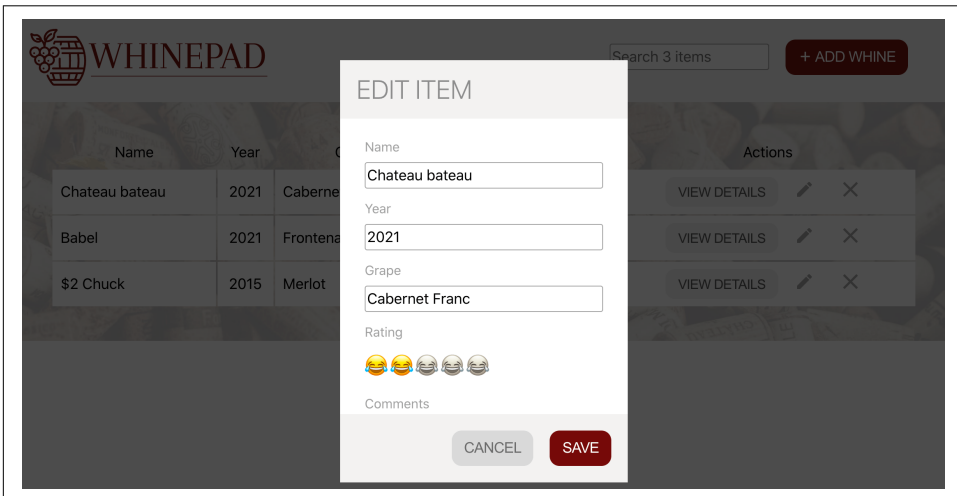 WHINEPAD
Search 3 items
+ ADD WHINE
EDIT ITEM
Name Year Actions
Name
Chateau bateau
Year
2021
Grape
Cabernet Franc
Rating
Comments
CANCEL SAVE
Chateau bateau 2021 VIEW DETAILS
Babel 2021 VIEW DETAILS
$2 Chuck 2015 Merlot VIEW DETAILS